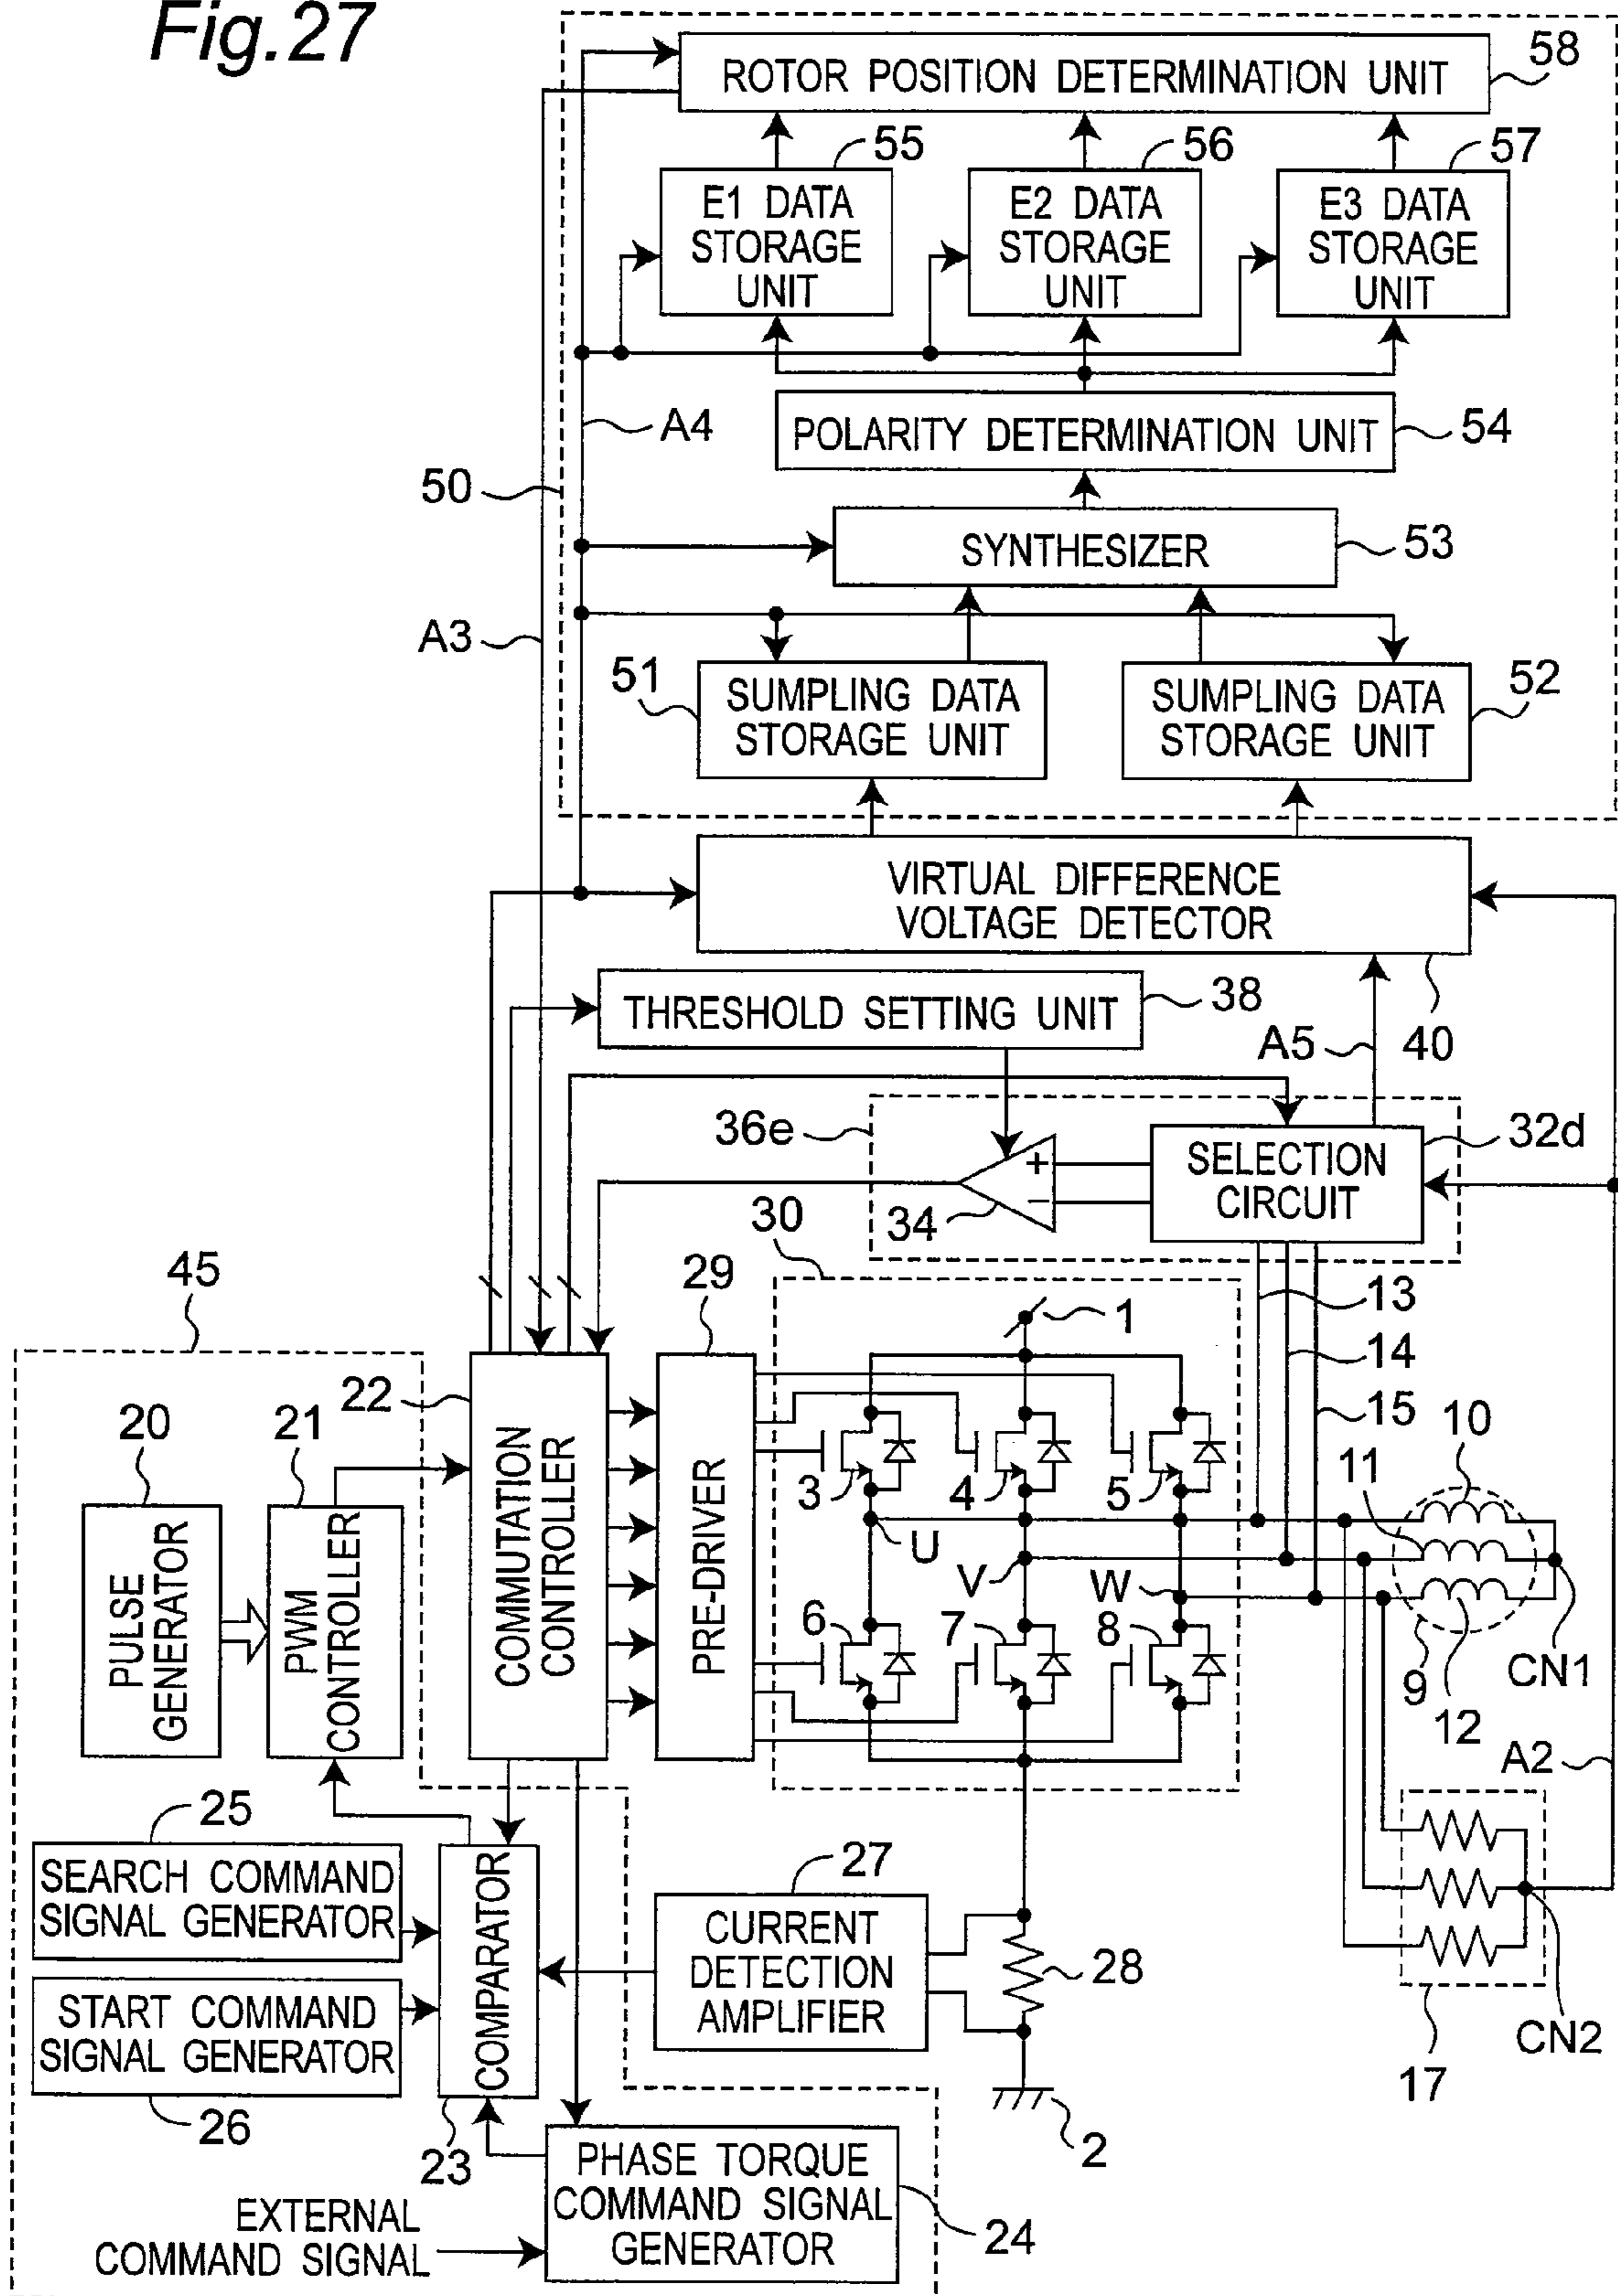 Fig.27
ROTOR POSITION DETERMINATION UNIT
58
55
56
57
E1 DATA
STORAGE
UNIT
E2 DATA
STORAGE
UNIT
E3 DATA
STORAGE
UNIT
A4
POLARITY DETERMINATION UNIT
54
50
SYNTHESIZER
53
A3
51
SUMPLING DATA
STORAGE UNIT
SUMPLING DATA
STORAGE UNIT
52
VIRTUAL DIFFERENCE
VOLTAGE DETECTOR
THRESHOLD SETTING UNIT
38
A5
40
36e
+
−
34
SELECTION
CIRCUIT
32d
30
45
29
13
1
14
22
15
20
21
10
11
PULSE
GENERATOR
PWM
CONTROLLER
COMMUTATION
CONTROLLER
PRE-DRIVER
3
4
5
U
V
W
6
7
8
9
12
CN1
A2
25
SEARCH COMMAND
SIGNAL GENERATOR
START COMMAND
SIGNAL GENERATOR
26
COMPARATOR
23
27
CURRENT
DETECTION
AMPLIFIER
28
CN2
17
2
PHASE TORQUE
COMMAND SIGNAL
GENERATOR
24
EXTERNAL
COMMAND SIGNAL